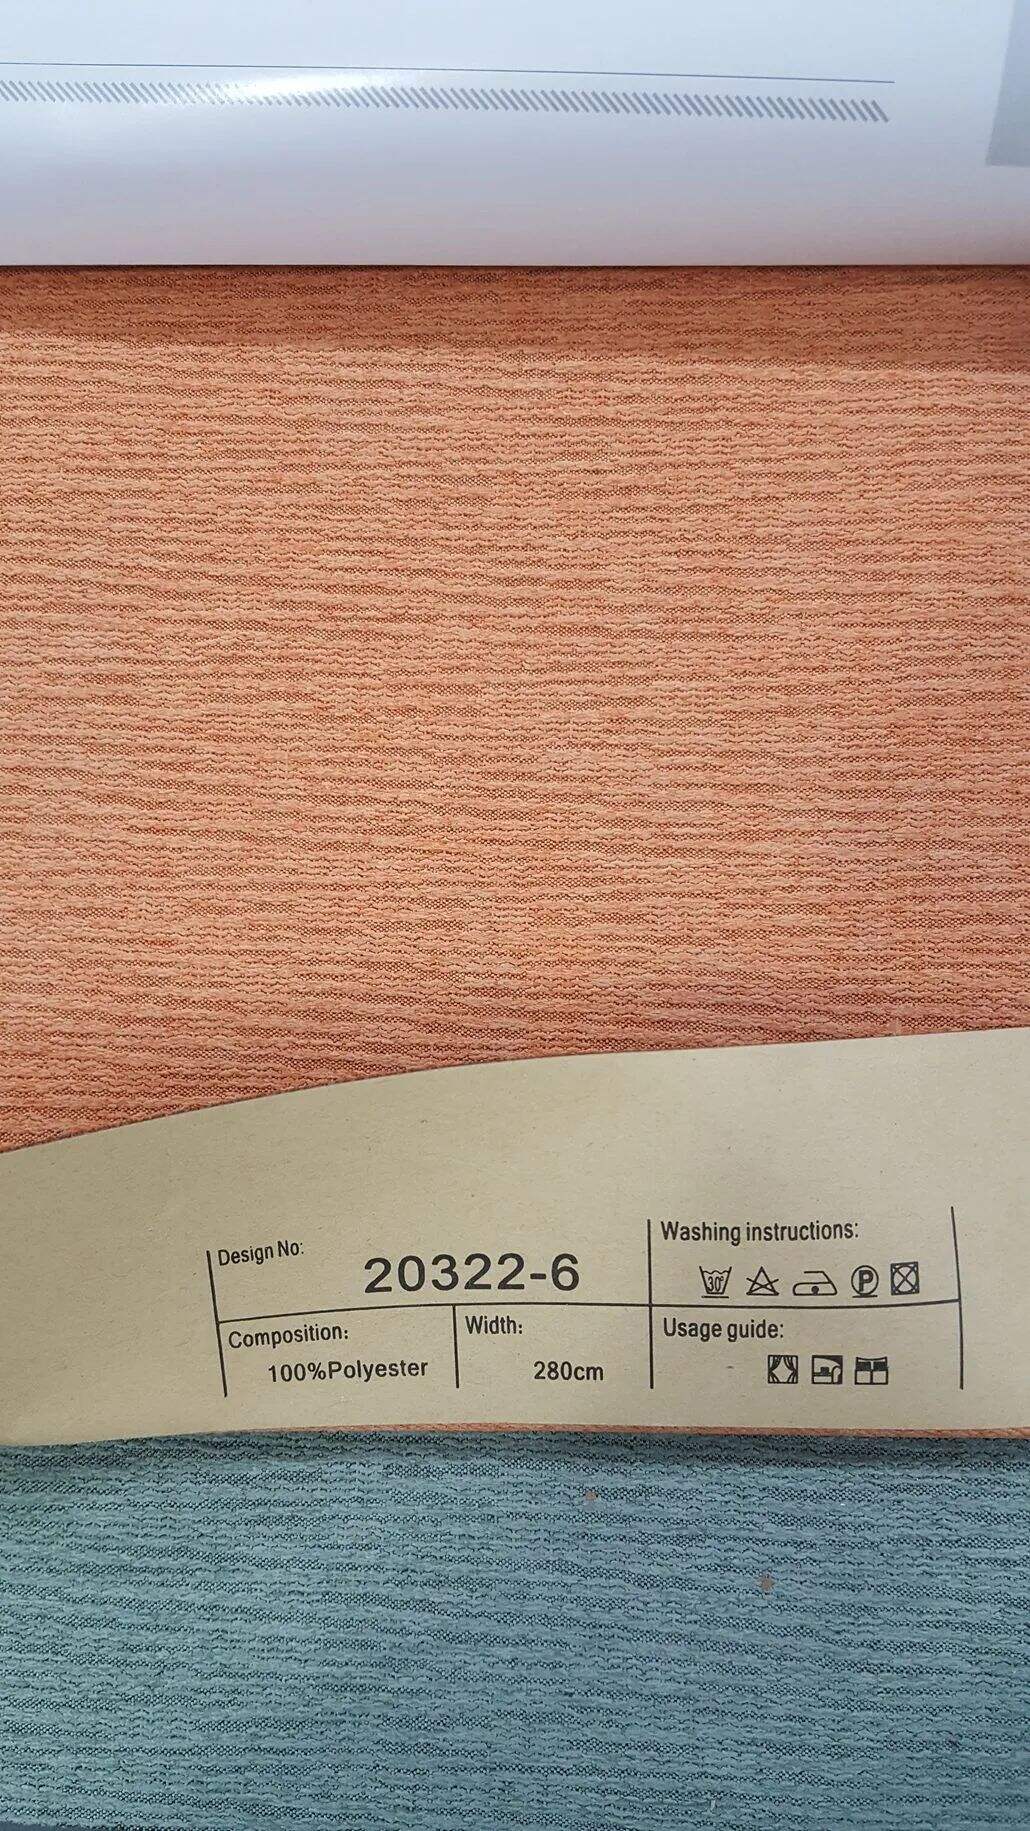 Design No:
20322-6
Washing instructions:
30°
P
Composition:
100%Polyester
Width:
280cm
Usage guide: